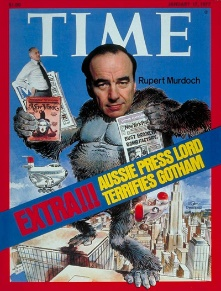 TIME
Rupert Murdoch
EXTRA!!!
AUSSIE PRESS LORD
TERRIFIES GOTHAM